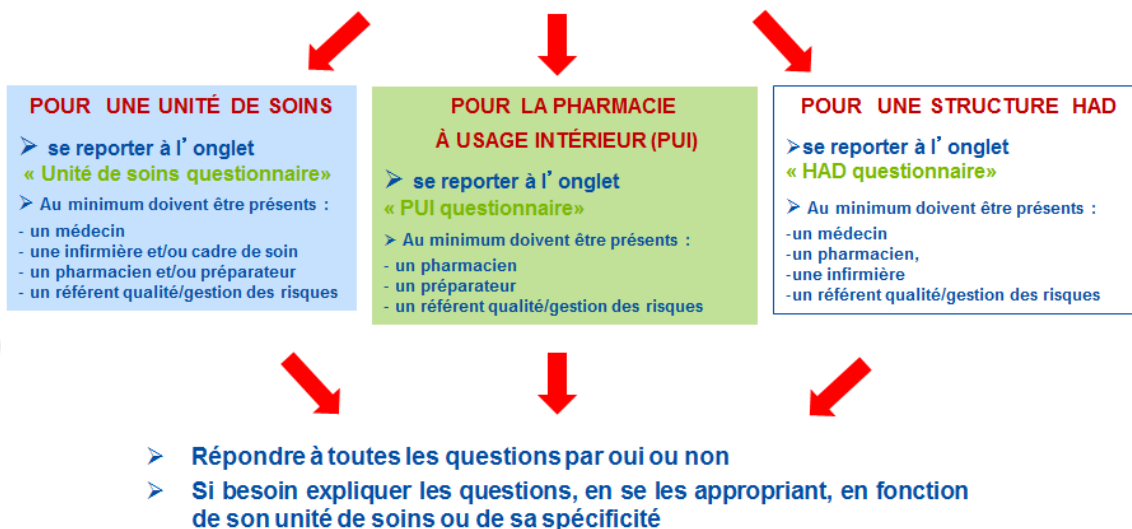 POUR UNE UNITÉ DE SOINS
➤ se reporter à l’ onglet
« Unité de soins questionnaire»
➤ Au minimum doivent être présents :
- un médecin
- une infirmière et/ou cadre de soin
- un pharmacien et/ou préparateur
- un référent qualité/gestion des risques
POUR LA PHARMACIE
À USAGE INTÉRIEUR (PUI)
➤ se reporter à l’ onglet
« PUI questionnaire»
➤ Au minimum doivent être présents :
- un pharmacien
- un préparateur
- un référent qualité/gestion des risques
POUR UNE STRUCTURE HAD
➤se reporter à l’ onglet
« HAD questionnaire»
➤ Au minimum doivent être présents :
-un médecin
-un pharmacien,
-une infirmière
-un référent qualité/gestion des risques
➤ Répondre à toutes les questions par oui ou non
➤ Si besoin expliquer les questions, en se les appropriant, en fonction
de son unité de soins ou de sa spécificité